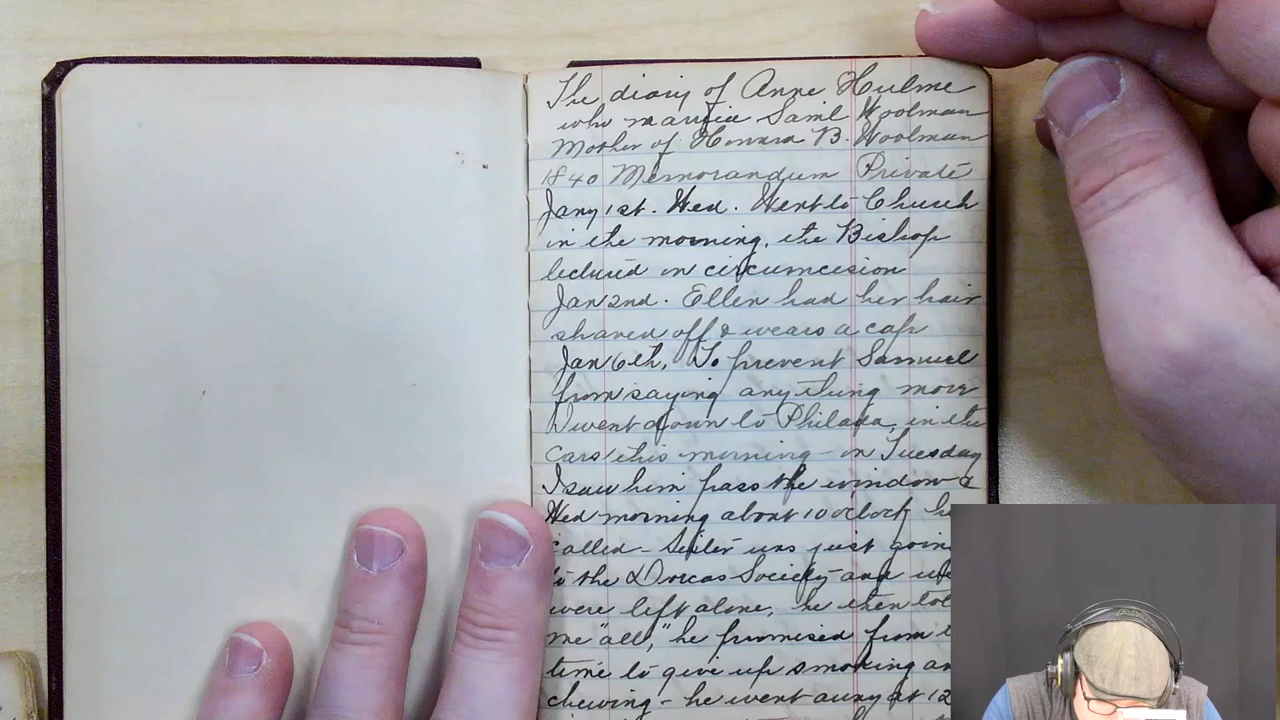 The diary of Anne Hulme
who married Saml Woolman
Mother of Howard B. Woolman
1840 Memorandum Private
Jany 1st. Wed. Went to Church
in the morning, the Bishop
lectured on circumcision
Jan 2nd. Ellen had her hair
shaved off & wears a cap
Jan 6th, To prevent Samuel
from saying anything more
I went down to Philada, in the
cars this morning - on Tuesday
I saw him pass the window &
Wed morning about 10 o'clock he
called - Sister was just goin
to the Dorcas Society and we
were left alone, he then tol
me "all," he promised from t
time to give up smoking an
chewing - he went away at 12